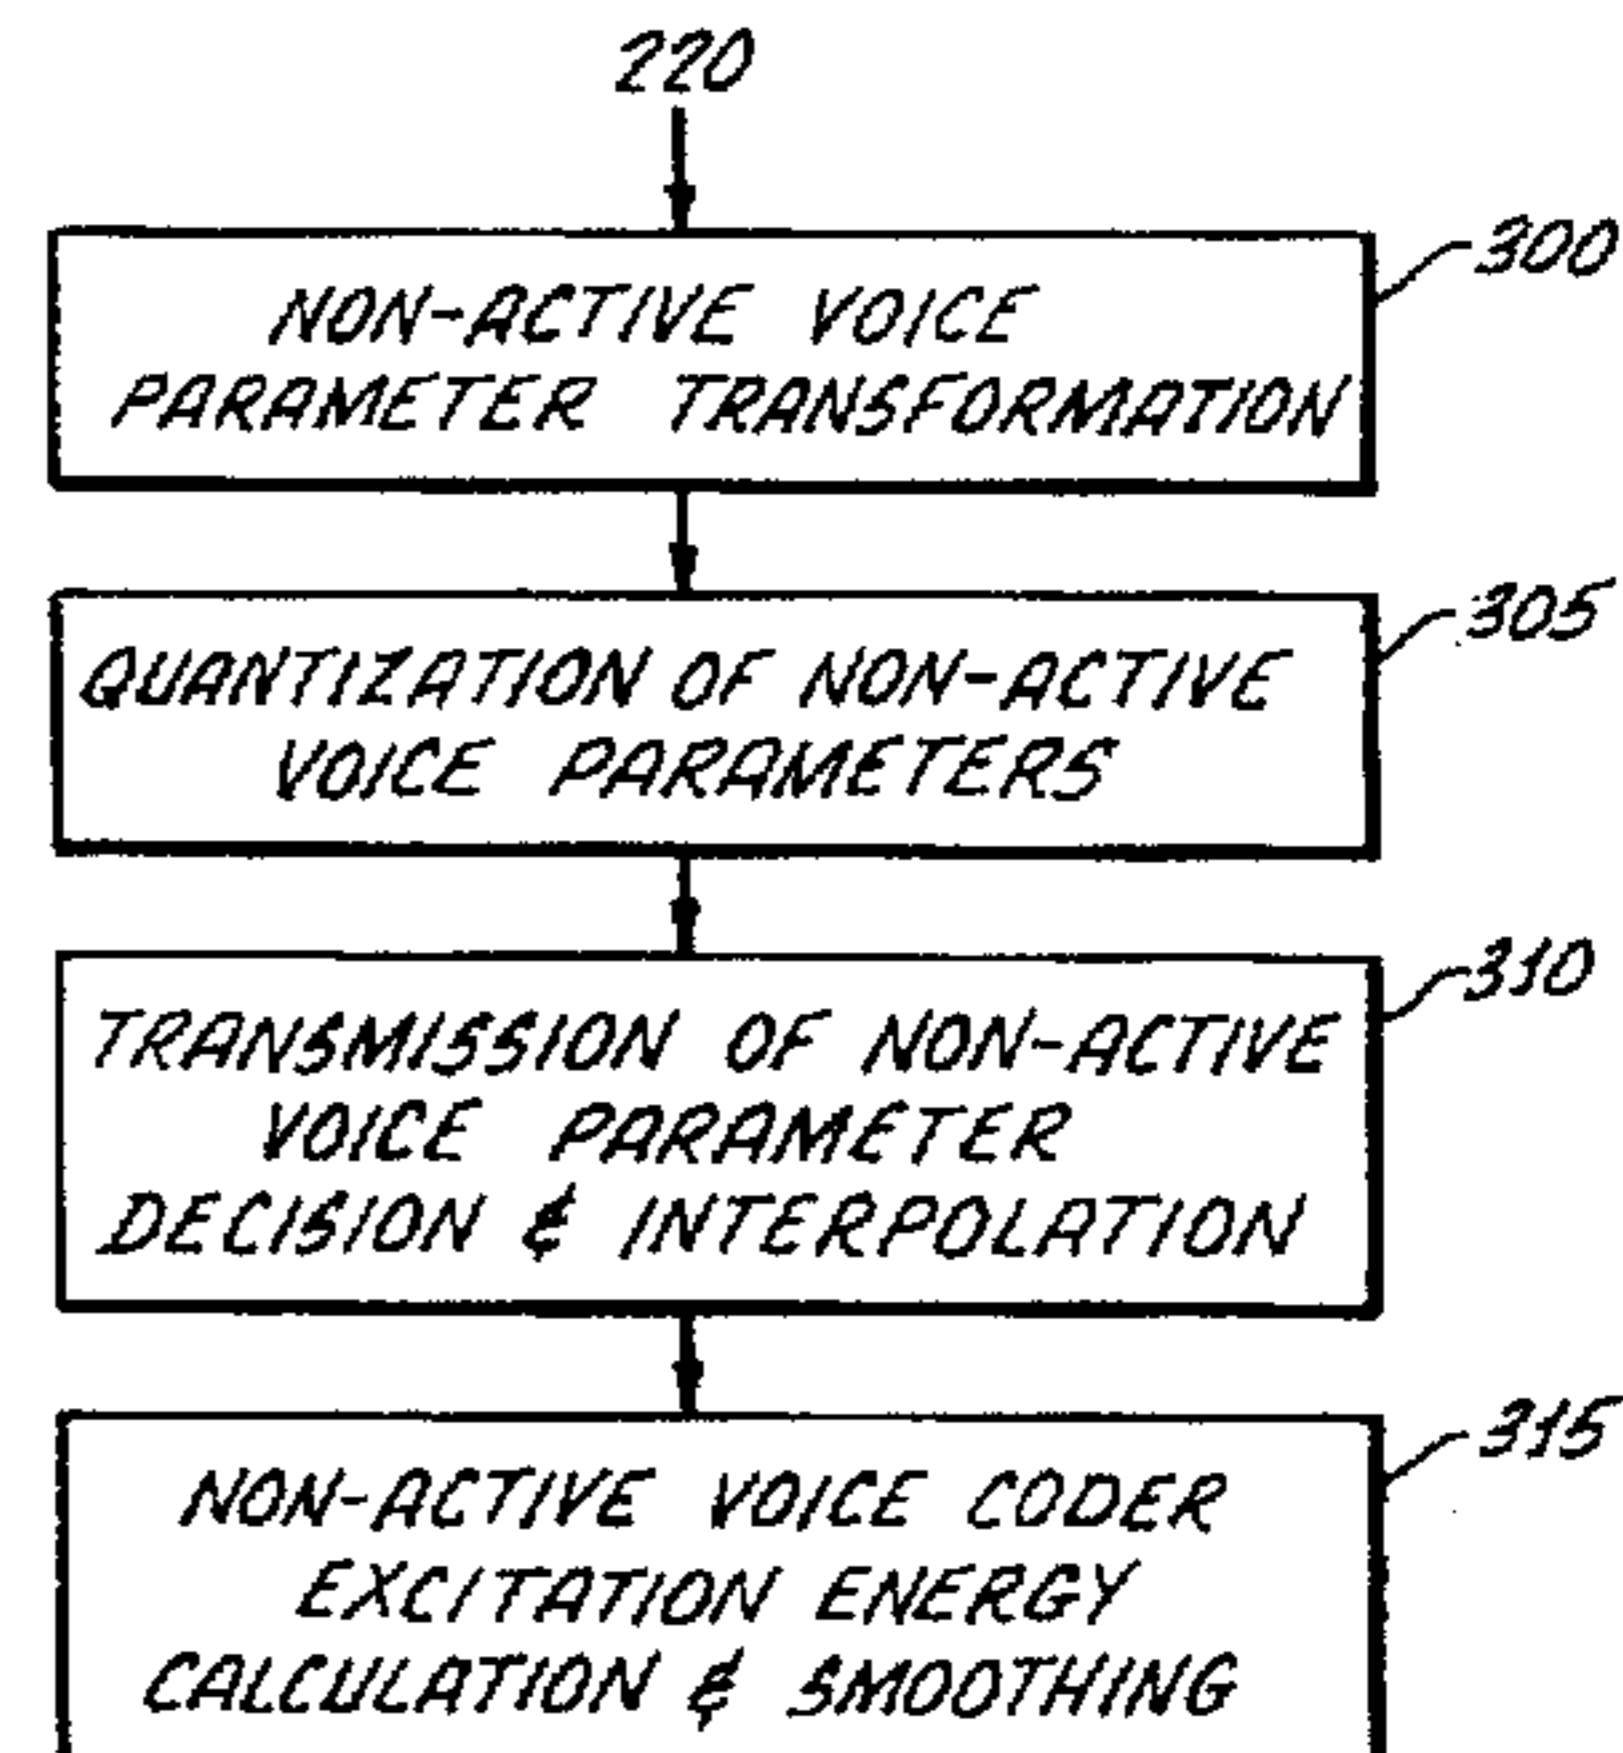 220
300
NON-ACTIVE VOICE
PARAMETER TRANSFORMATION
305
QUANTIZATION OF NON-ACTIVE
VOICE PARAMETERS
310
TRANSMISSION OF NON-ACTIVE
VOICE PARAMETER
DECISION & INTERPOLATION
315
NON-ACTIVE VOICE CODER
EXCITATION ENERGY
CALCULATION & SMOOTHING